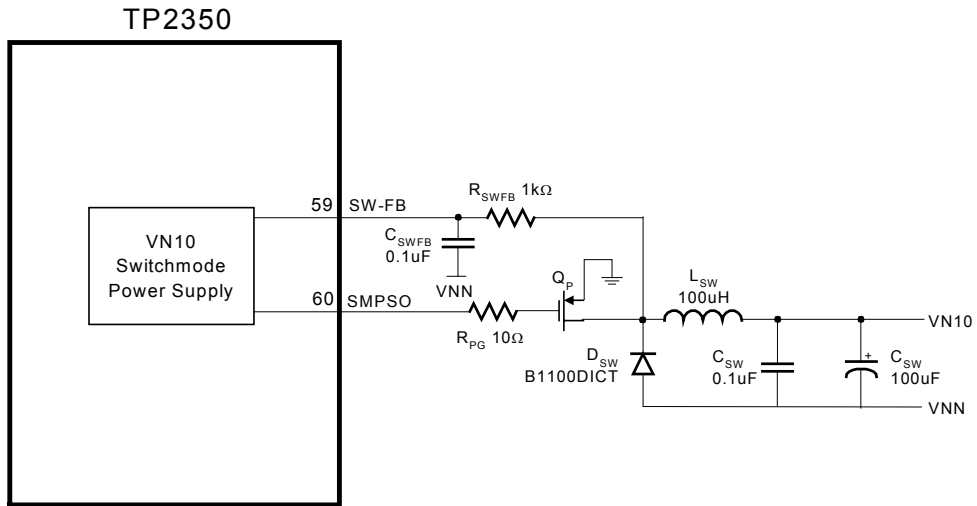 TP2350
VN10
Switchmode
Power Supply
59
SW-FB
60
SMPSO
R_SWFB 1kΩ
C_SWFB
0.1uF
VNN
R_PG 10Ω
Q_P
D_SW
B1100DICT
L_SW
100uH
C_SW
0.1uF
+
C_SW
100uF
VN10
VNN